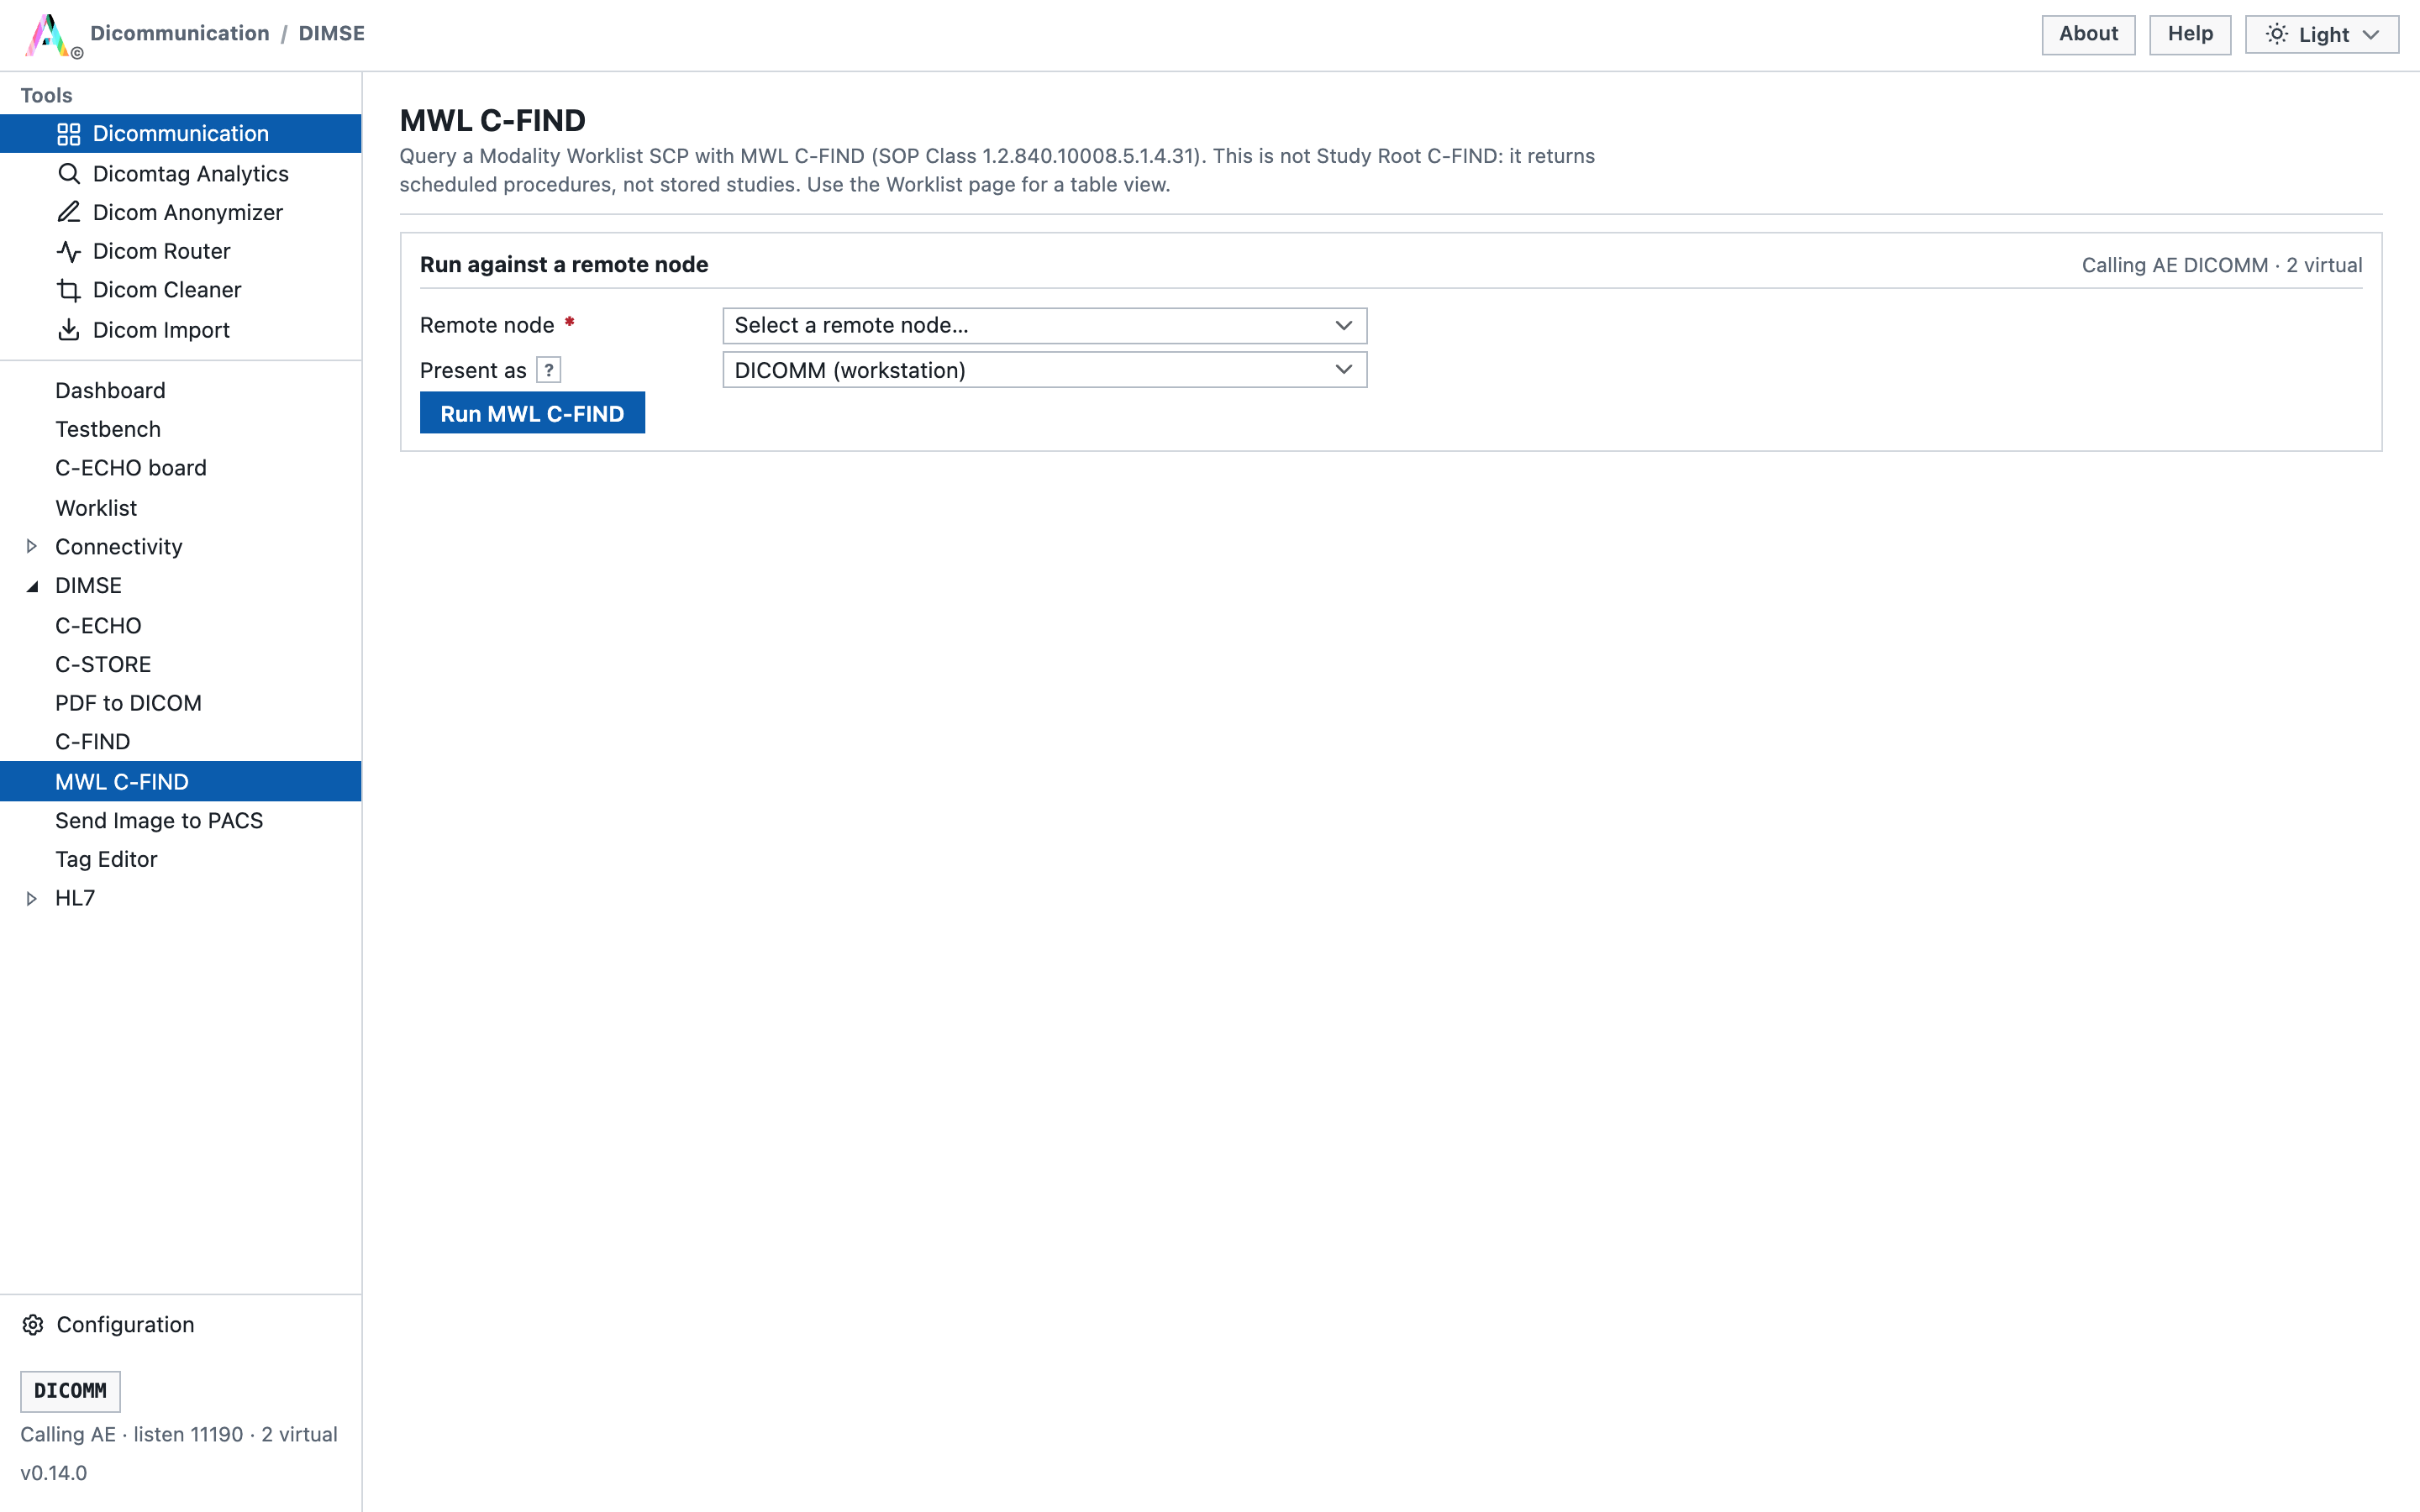 ©
Dicommunication / DIMSE
About
Help
Light
Tools
Dicommunication
Dicomtag Analytics
Dicom Anonymizer
Dicom Router
Dicom Cleaner
Dicom Import
Dashboard
Testbench
C-ECHO board
Worklist
Connectivity
DIMSE
C-ECHO
C-STORE
PDF to DICOM
C-FIND
MWL C-FIND
Send Image to PACS
Tag Editor
HL7
Configuration
DICOMM
Calling AE · listen 11190 · 2 virtual
v0.14.0
MWL C-FIND
Query a Modality Worklist SCP with MWL C-FIND (SOP Class 1.2.840.10008.5.1.4.31). This is not Study Root C-FIND: it returns
scheduled procedures, not stored studies. Use the Worklist page for a table view.
Run against a remote node
Calling AE DICOMM · 2 virtual
Remote node *
Select a remote node...
Present as ?
DICOMM (workstation)
Run MWL C-FIND